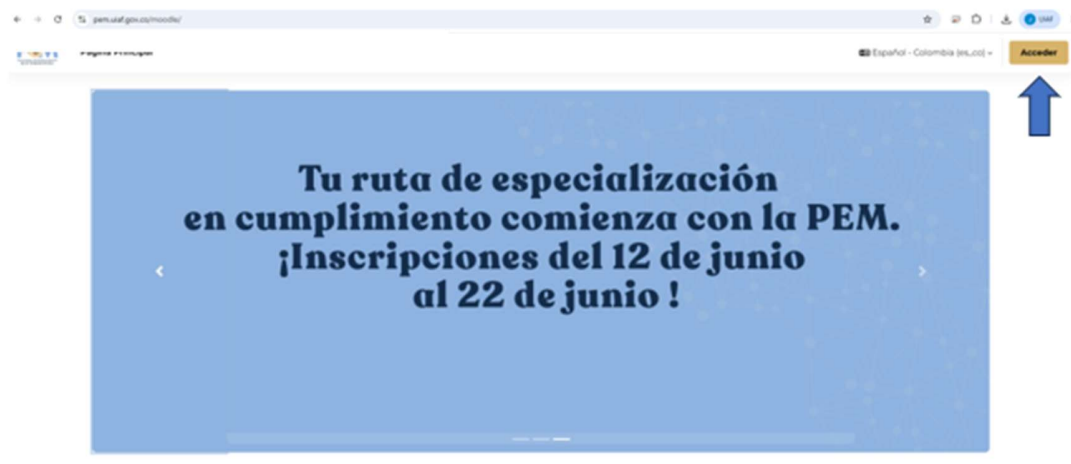 pem.uiaf.gov.co/moodle/
UIAF
Página Principal
Español - Colombia (es_co)
Acceder
Tu ruta de especialización
en cumplimiento comienza con la PEM.
¡Inscripciones del 12 de junio
al 22 de junio !